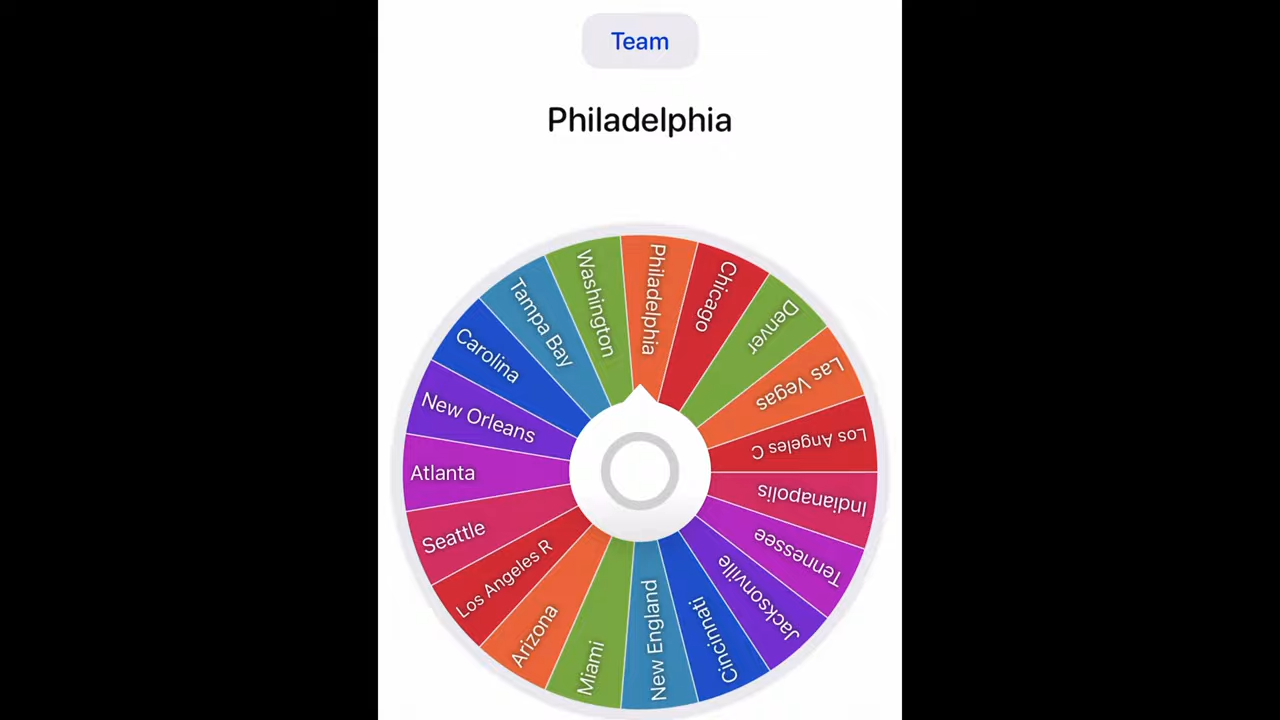 Team
Philadelphia
Philadelphia
Chicago
Denver
Las Vegas
Los Angeles C
Indianapolis
Tennessee
Jacksonville
Cincinnati
New England
Miami
Arizona
Los Angeles R
Seattle
Atlanta
New Orleans
Carolina
Tampa Bay
Washington